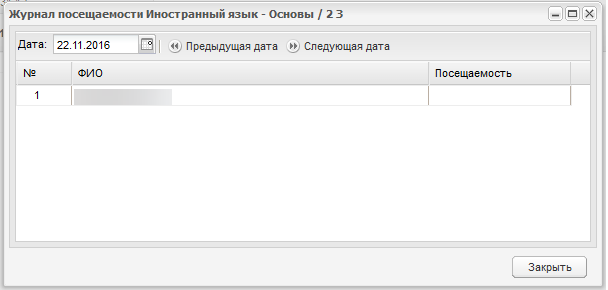 Журнал посещаемости Иностранный язык - Основы / 2 3
Дата: 22.11.2016 Предыдущая дата Следующая дата
№ ФИО Посещаемость
1
Закрыть